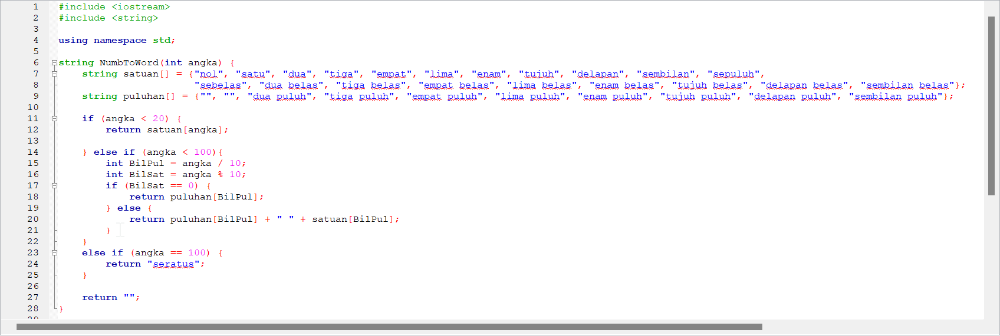 1 #include <iostream>
2 #include <string>
3
4 using namespace std;
5
6 string NumbToWord(int angka) {
7 string satuan[] = {"nol", "satu", "dua", "tiga", "empat", "lima", "enam", "tujuh", "delapan", "sembilan", "sepuluh",
8 "sebelas", "dua belas", "tiga belas", "empat belas", "lima belas", "enam belas", "tujuh belas", "delapan belas", "sembilan belas"};
9 string puluhan[] = {"", "", "dua puluh", "tiga puluh", "empat puluh", "lima puluh", "enam puluh", "tujuh puluh", "delapan puluh", "sembilan puluh"};
10
11 if (angka < 20) {
12 return satuan[angka];
13
14 } else if (angka < 100){
15 int BilPul = angka / 10;
16 int BilSat = angka % 10;
17 if (BilSat == 0) {
18 return puluhan[BilPul];
19 } else {
20 return puluhan[BilPul] + " " + satuan[BilPul];
21 }
22 }
23 else if (angka == 100) {
24 return "seratus";
25 }
26
27 return "";
28 }